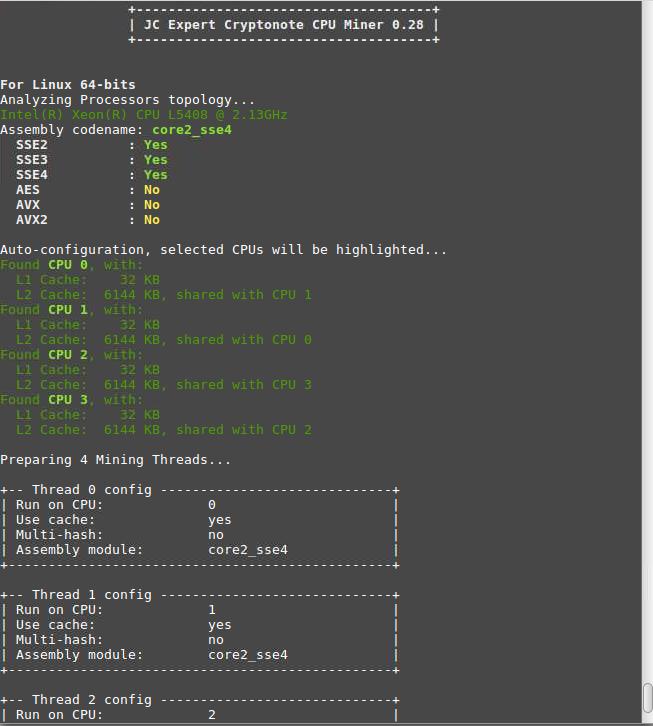 +-------------------------------------+
| JC Expert Cryptonote CPU Miner 0.28 |
+-------------------------------------+
For Linux 64-bits
Analyzing Processors topology...
Intel(R) Xeon(R) CPU L5408 @ 2.13GHz
Assembly codename: core2_sse4
  SSE2          : Yes
  SSE3          : Yes
  SSE4          : Yes
  AES           : No
  AVX           : No
  AVX2          : No
Auto-configuration, selected CPUs will be highlighted...
Found CPU 0, with:
  L1 Cache:    32 KB
  L2 Cache:  6144 KB, shared with CPU 1
Found CPU 1, with:
  L1 Cache:    32 KB
  L2 Cache:  6144 KB, shared with CPU 0
Found CPU 2, with:
  L1 Cache:    32 KB
  L2 Cache:  6144 KB, shared with CPU 3
Found CPU 3, with:
  L1 Cache:    32 KB
  L2 Cache:  6144 KB, shared with CPU 2
Preparing 4 Mining Threads...
+-- Thread 0 config -----------------------------+
| Run on CPU:             0                      |
| Use cache:              yes                    |
| Multi-hash:             no                     |
| Assembly module:        core2_sse4             |
+------------------------------------------------+
+-- Thread 1 config -----------------------------+
| Run on CPU:             1                      |
| Use cache:              yes                    |
| Multi-hash:             no                     |
| Assembly module:        core2_sse4             |
+------------------------------------------------+
+-- Thread 2 config -----------------------------+
| Run on CPU:             2                      |